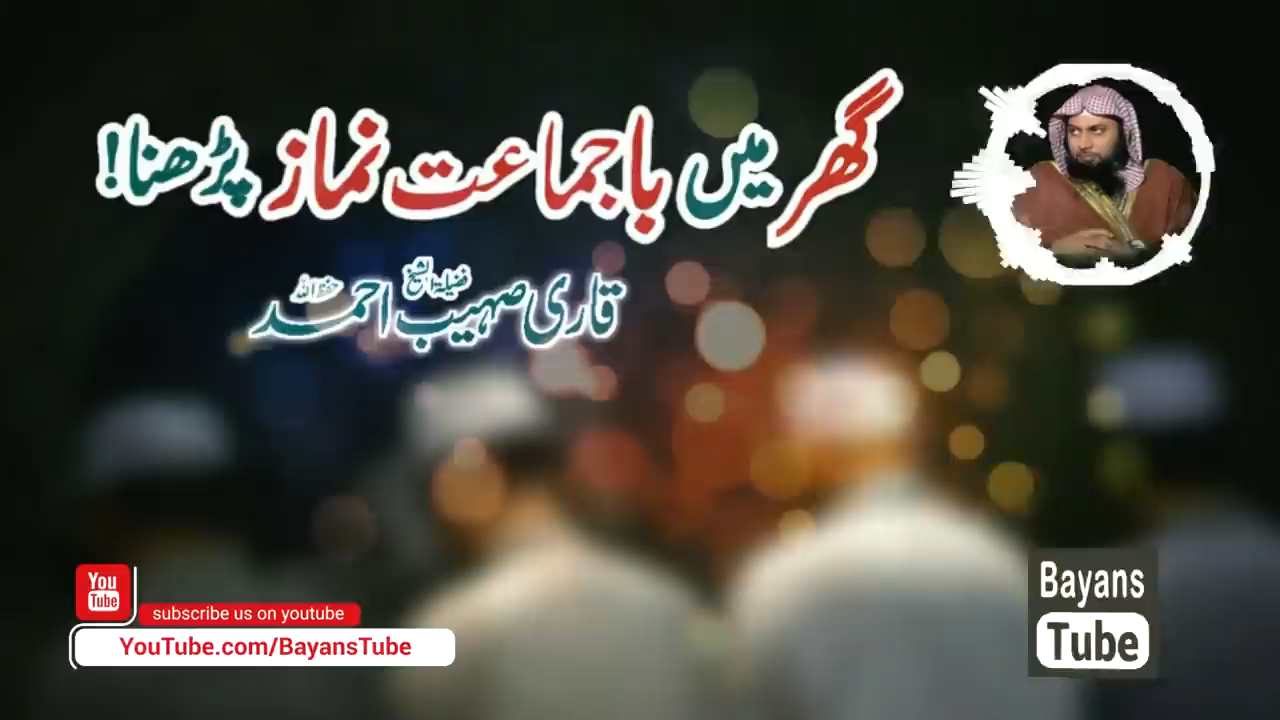 گھر میں باجماعت نماز پڑھنا!
فضیلۃ الشیخ
قاری صہیب احمد حفظہ اللہ
You
Tube
subscribe us on youtube
YouTube.com/BayansTube
Bayans
Tube